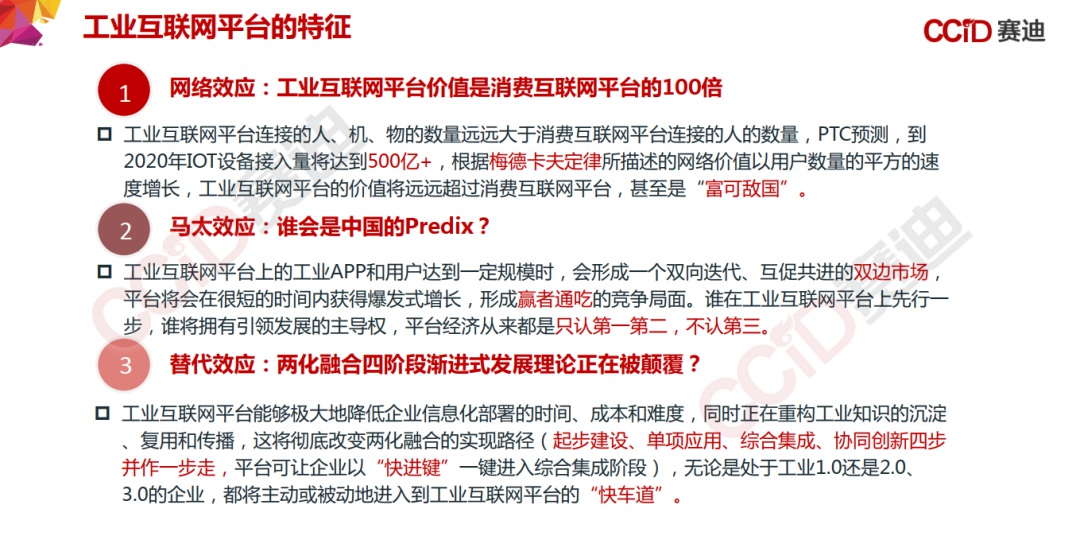 工业互联网平台的特征
CCiD 赛迪
1
网络效应：工业互联网平台价值是消费互联网平台的100倍
工业互联网平台连接的人、机、物的数量远远大于消费互联网平台连接的人的数量，PTC预测，到
2020年IOT设备接入量将达到500亿+，根据梅德卡夫定律所描述的网络价值以用户数量的平方的速
度增长，工业互联网平台的价值将远远超过消费互联网平台，甚至是“富可敌国”。
2
马太效应：谁会是中国的Predix？
工业互联网平台上的工业APP和用户达到一定规模时，会形成一个双向迭代、互促共进的双边市场，
平台将会在很短的时间内获得爆发式增长，形成赢者通吃的竞争局面。谁在工业互联网平台上先行一
步，谁将拥有引领发展的主导权，平台经济从来都是只认第一第二，不认第三。
3
替代效应：两化融合四阶段渐进式发展理论正在被颠覆？
工业互联网平台能够极大地降低企业信息化部署的时间、成本和难度，同时正在重构工业知识的沉淀
、复用和传播，这将彻底改变两化融合的实现路径（起步建设、单项应用、综合集成、协同创新四步
并作一步走，平台可让企业以“快进键”一键进入综合集成阶段），无论是处于工业1.0还是2.0、
3.0的企业，都将主动或被动地进入到工业互联网平台的“快车道”。
CCiD赛迪
CCiD赛迪